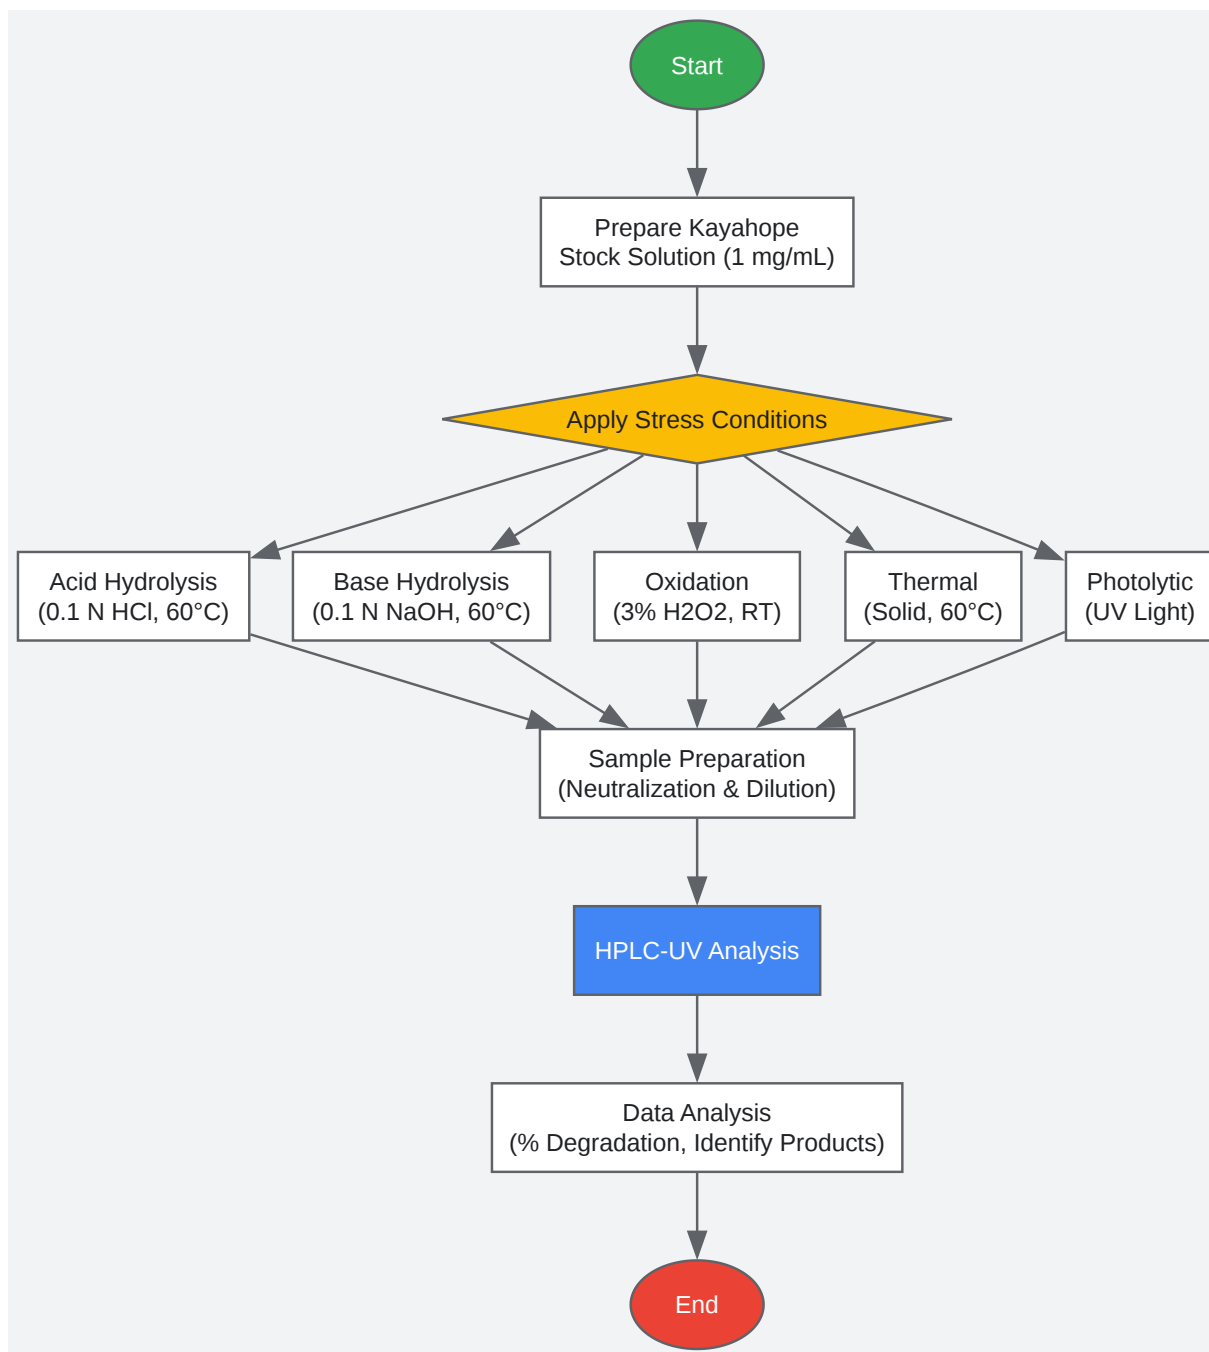 Start
Prepare Kayahope
Stock Solution (1 mg/mL)
Apply Stress Conditions
Acid Hydrolysis
(0.1 N HCl, 60°C)
Base Hydrolysis
(0.1 N NaOH, 60°C)
Oxidation
(3% H2O2, RT)
Thermal
(Solid, 60°C)
Photolytic
(UV Light)
Sample Preparation
(Neutralization & Dilution)
HPLC-UV Analysis
Data Analysis
(% Degradation, Identify Products)
End